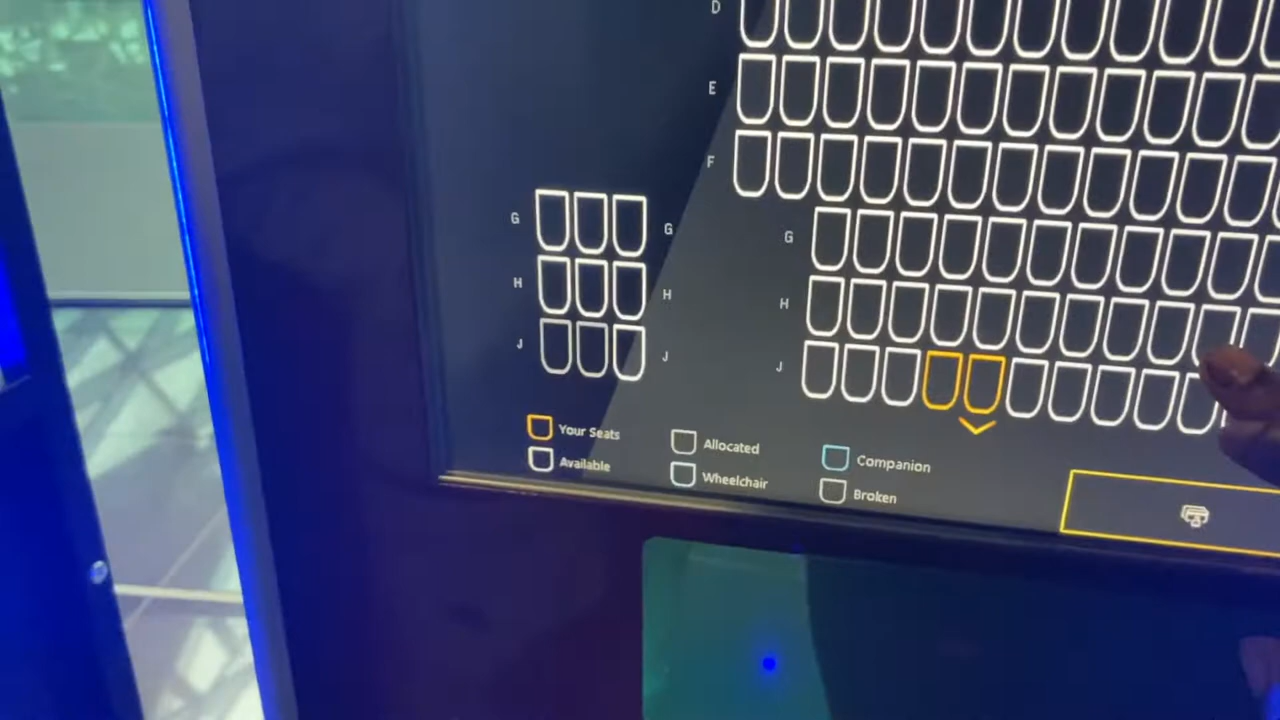 D
E
F
G G G
H H H
J J J
Your Seats Allocated Companion
Available Wheelchair Broken